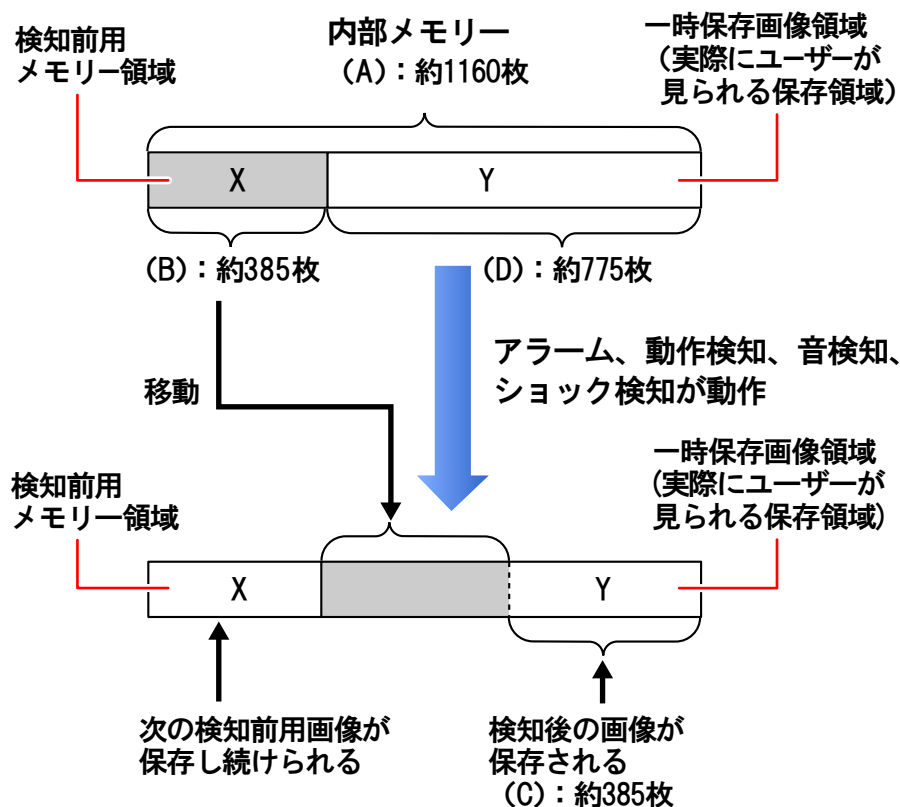 検知前用
メモリー領域
内部メモリー
(A)：約1160枚
一時保存画像領域
(実際にユーザーが
見られる保存領域)
X
Y
(B)：約385枚
(D)：約775枚
移動
アラーム、動作検知、音検知、
ショック検知が動作
検知前用
メモリー領域
一時保存画像領域
(実際にユーザーが
見られる保存領域)
X
Y
次の検知前用画像が
保存し続けられる
検知後の画像が
保存される
(C)：約385枚